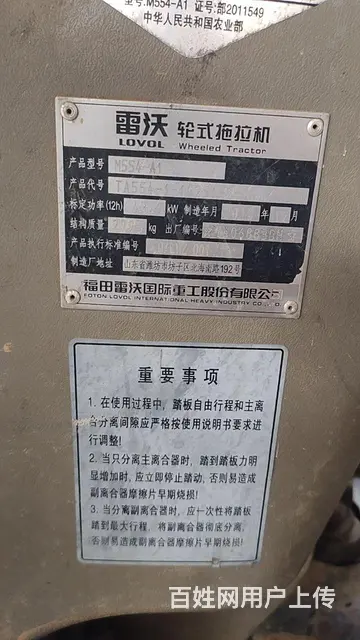 型号:M554-A1 证号:部2011549
中华人民共和国农业部
雷沃 轮式拖拉机
LOVOL Wheeled Tractor
产品型号 M554-A1
产品代号
标定功率(12h) kW 制造年月 年 月
结构质量 kg 出厂编号
产品执行标准编号
制造厂地址 山东省潍坊市坊子区北海南路192号
福田雷沃国际重工股份有限公司
FOTON LOVOL INTERNATIONAL HEAVY INDUSTRY CO., LTD.
重要事项
1. 在使用过程中，踏板自由行程和主离
合分离间隙应严格按使用说明书要求进
行调整!
2. 当只分离主离合器时，踏到踏板力明
显增加时，应立即停止踏动，否则易造成
副离合器摩擦片早期烧损!
3. 当分离副离合器时，应一次性将踏板
踏到最大行程，将副离合器彻底分离，
否则易造成副离合器摩擦片早期烧损!
百姓网用户上传